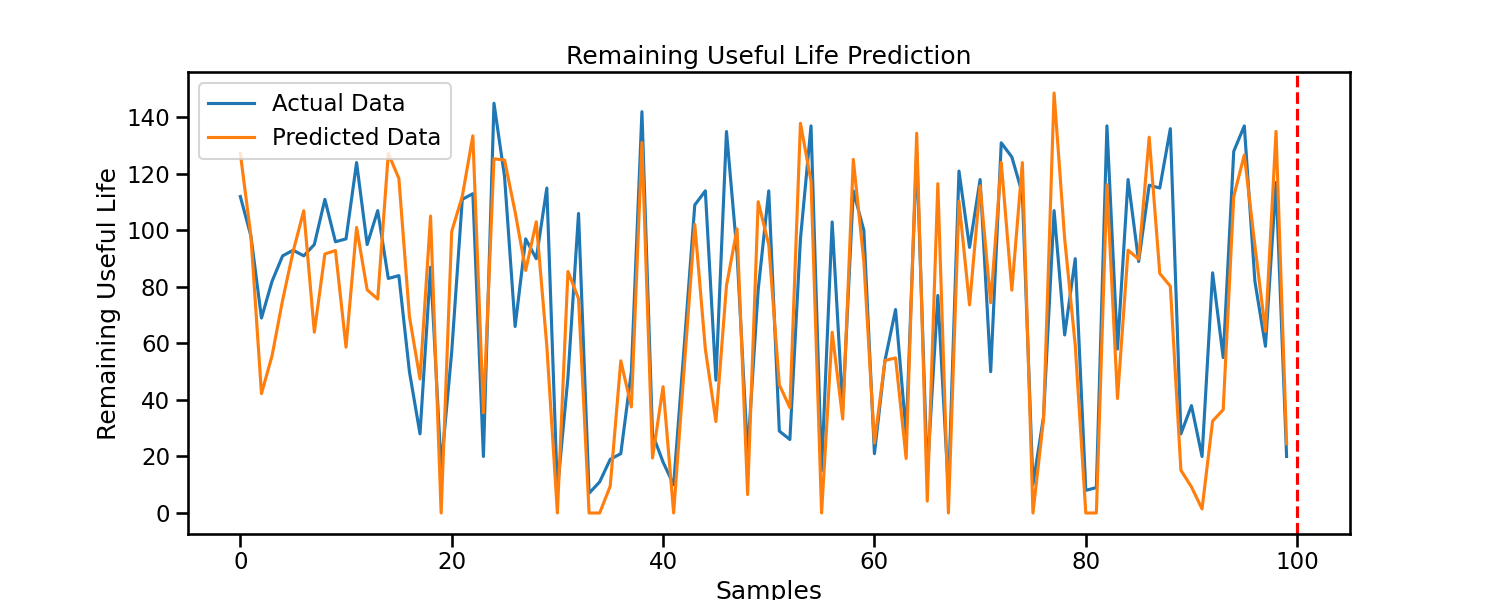 Remaining Useful Life Prediction
Actual Data
Predicted Data
Remaining Useful Life
140
120
100
80
60
40
20
0
0 20 40 60 80 100
Samples